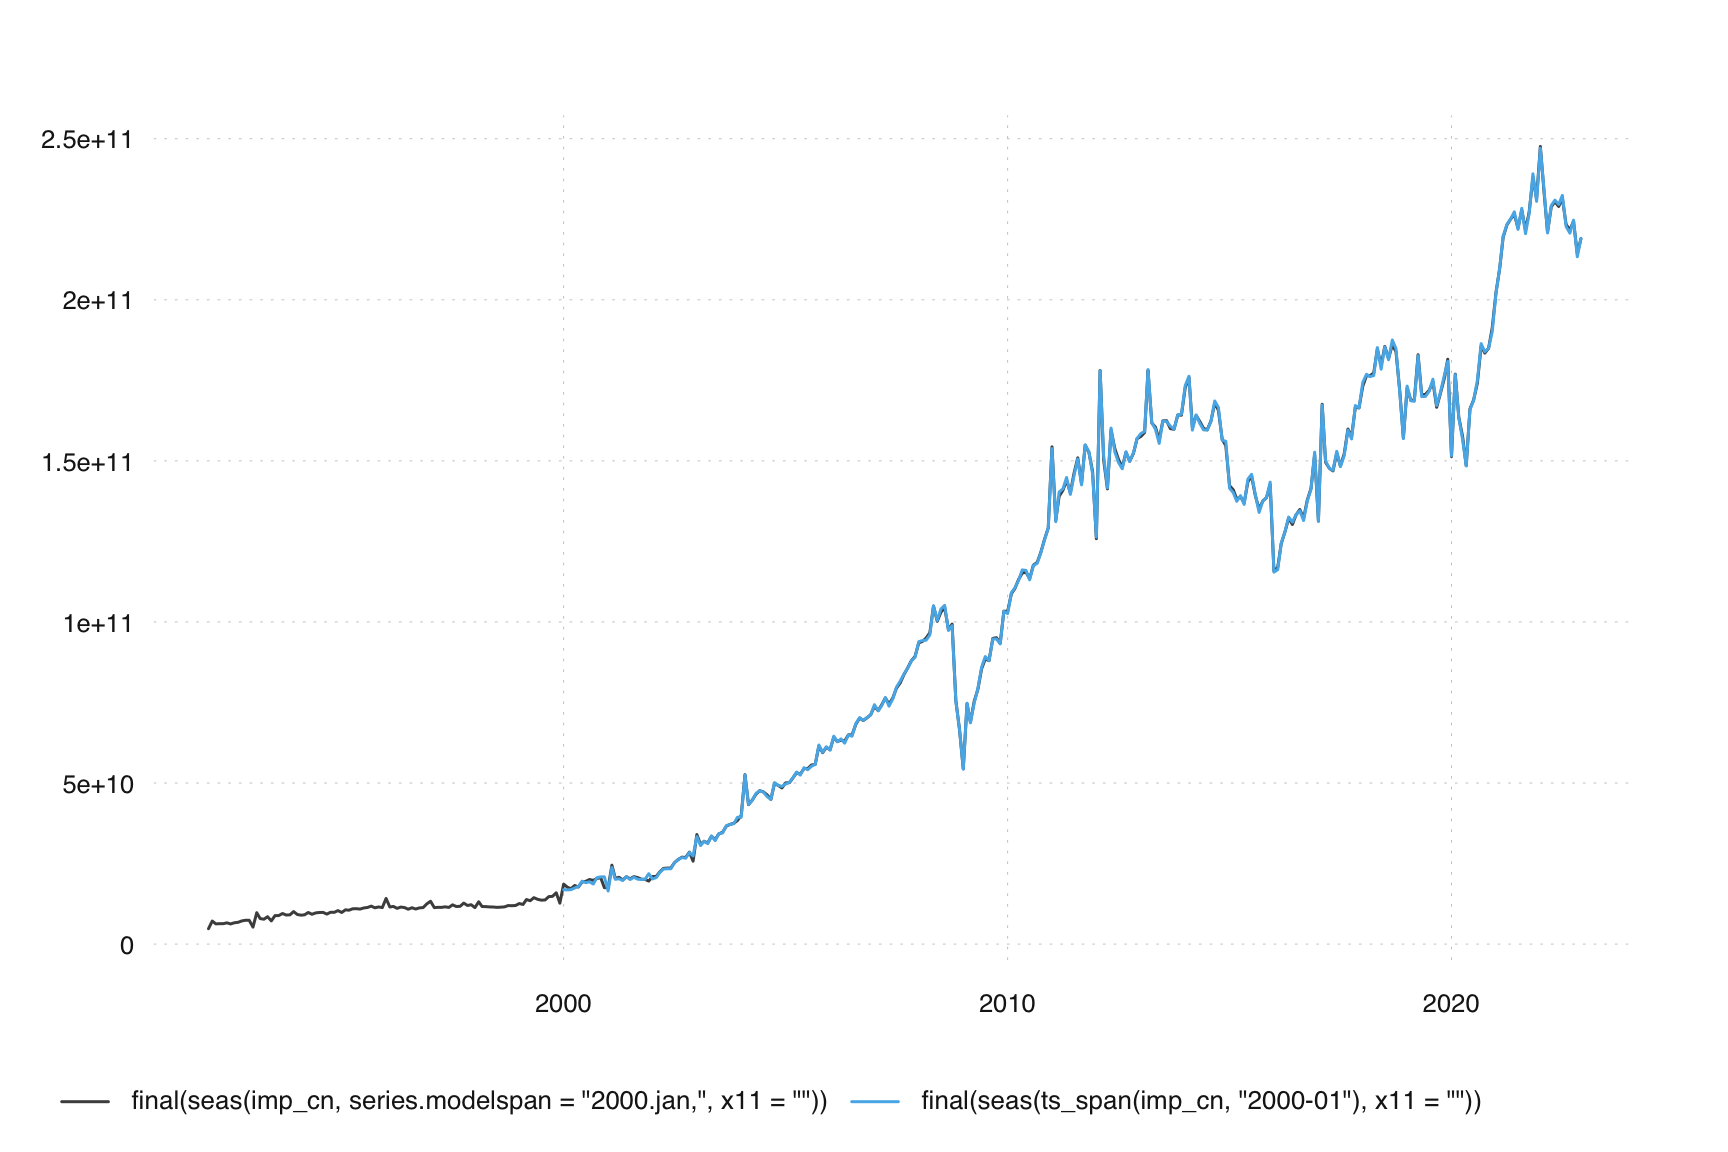 2.5e+11
2e+11
1.5e+11
1e+11
5e+10
0
2000 2010 2020
final(seas(imp_cn, series.modelspan = "2000.jan,", x11 = "")) final(seas(ts_span(imp_cn, "2000-01"), x11 = ""))